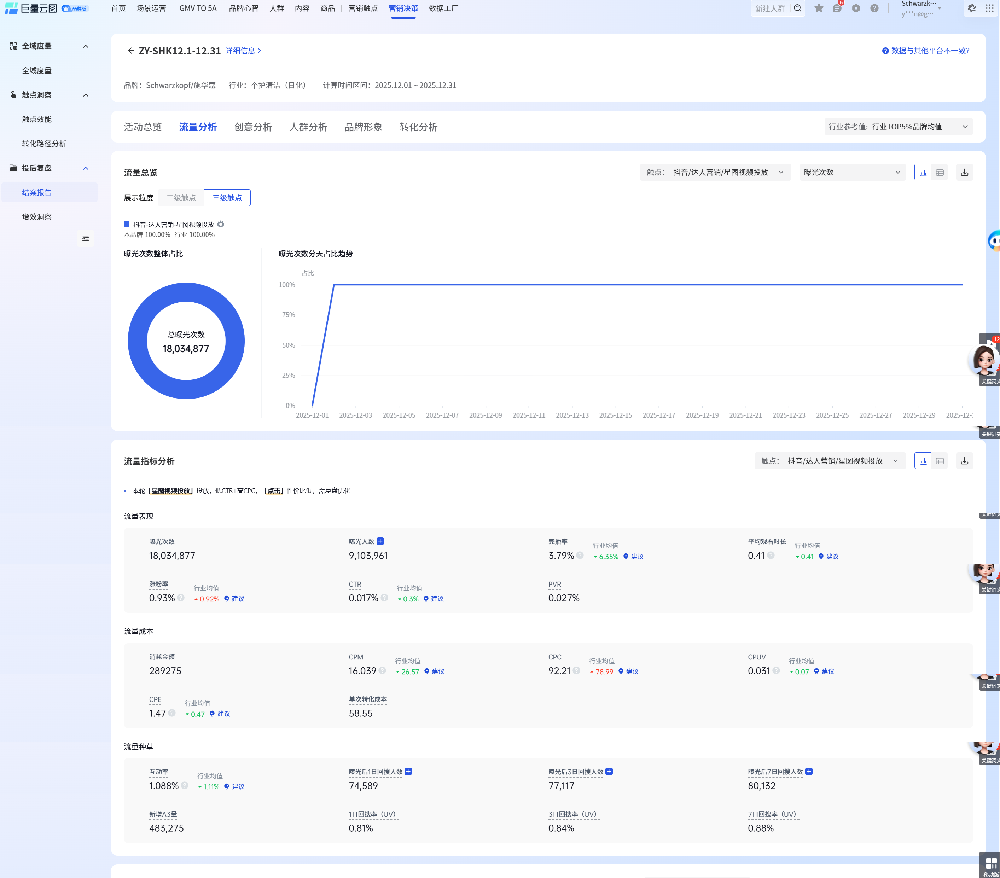 巨量云图 品牌版 首页 场景运营 GMV TO 5A 品牌心智 人群 内容 商品 营销触点 营销决策 数据工厂 新建人群 6 Schwarzk···
y***n@g···
全域度量
全域度量
触点洞察
触点效能
转化路径分析
投后复盘
结案报告
增效洞察
ZY-SHK12.1-12.31 详细信息 数据与其他平台不一致?
品牌：Schwarzkopf/施华蔻 行业：个护清洁（日化） 计算时间区间：2025.12.01 ~ 2025.12.31
活动总览 流量分析 创意分析 人群分析 品牌形象 转化分析 行业参考值: 行业TOP5%品牌均值
流量总览 触点： 抖音/达人营销/星图视频投放 曝光次数
展示粒度 二级触点 三级触点
抖音-达人营销-星图视频投放
本品牌 100.00% 行业 100.00%
曝光次数整体占比 曝光次数分天占比趋势
占比
100%
75%
50%
25%
0%
总曝光次数
18,034,877
2025-12-01 2025-12-03 2025-12-05 2025-12-07 2025-12-09 2025-12-11 2025-12-13 2025-12-15 2025-12-17 2025-12-19 2025-12-21 2025-12-23 2025-12-25 2025-12-27 2025-12-29 2025-12-
12
关键词夹
关键词夹
流量指标分析 触点： 抖音/达人营销/星图视频投放
本轮「星图视频投放」投放，低CTR+高CPC，「点击」性价比低，需复盘优化
关键词夹
流量表现
曝光次数 曝光人数 完播率 行业均值 平均观看时长 行业均值
18,034,877 9,103,961 3.79% 6.35% 建议 0.41 0.41 建议
涨粉率 行业均值 CTR 行业均值 PVR
0.93% 0.92% 建议 0.017% 0.3% 建议 0.027%
关键词夹
流量成本
消耗金额 CPM 行业均值 CPC 行业均值 CPUV 行业均值
289275 16.039 26.57 建议 92.21 78.99 建议 0.031 0.07 建议
关键词夹
CPE 行业均值 单次转化成本
1.47 0.47 建议 58.55
流量种草
关键词夹
互动率 行业均值 曝光后1日回搜人数 曝光后3日回搜人数 曝光后7日回搜人数
1.088% 1.11% 建议 74,589 77,117 80,132
新增A3量 1日回搜率（UV） 3日回搜率（UV） 7日回搜率（UV）
483,275 0.81% 0.84% 0.88%
移动版